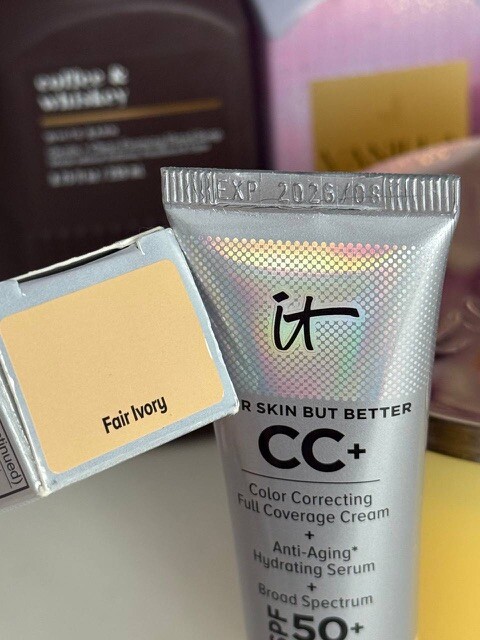 coffee &
whiskey
EXP 2026/08
it
R SKIN BUT BETTER
CC+
Color Correcting
Full Coverage Cream
+
Anti-Aging*
Hydrating Serum
+
Broad Spectrum
SPF 50+
Fair Ivory
tinued)